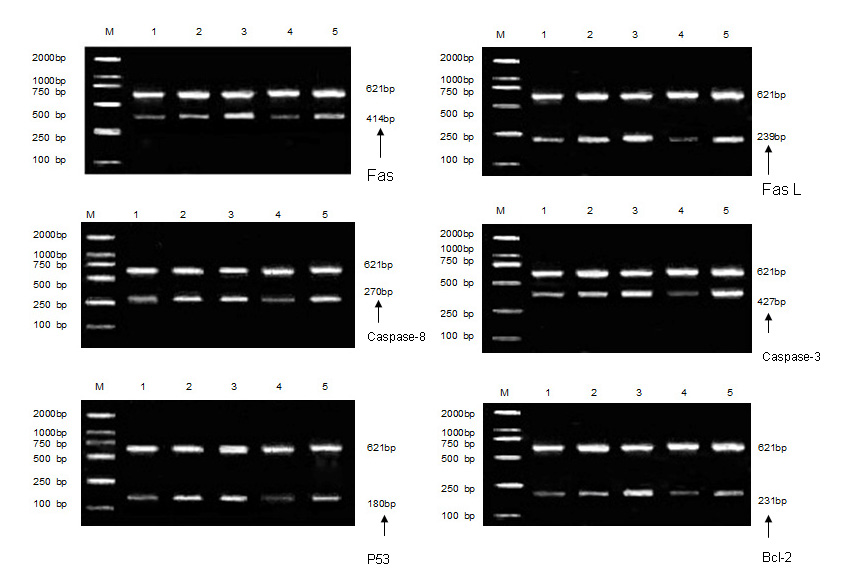 M 1 2 3 4 5
2000bp
1000bp
750 bp
500 bp
250 bp
100 bp
621bp
414bp
Fas
M 1 2 3 4 5
2000bp
1000bp
750 bp
500 bp
250 bp
100 bp
621bp
239bp
Fas L
M 1 2 3 4 5
2000bp
1000bp
750 bp
500 bp
250 bp
100 bp
621bp
270bp
Caspase-8
M 1 2 3 4 5
2000bp
1000bp
750 bp
500 bp
250 bp
100 bp
621bp
427bp
Caspase-3
M 1 2 3 4 5
2000bp
1000bp
750 bp
500 bp
250 bp
100 bp
621bp
180bp
P53
M 1 2 3 4 5
2000bp
1000bp
750 bp
500 bp
250 bp
100 bp
621bp
231bp
Bcl-2